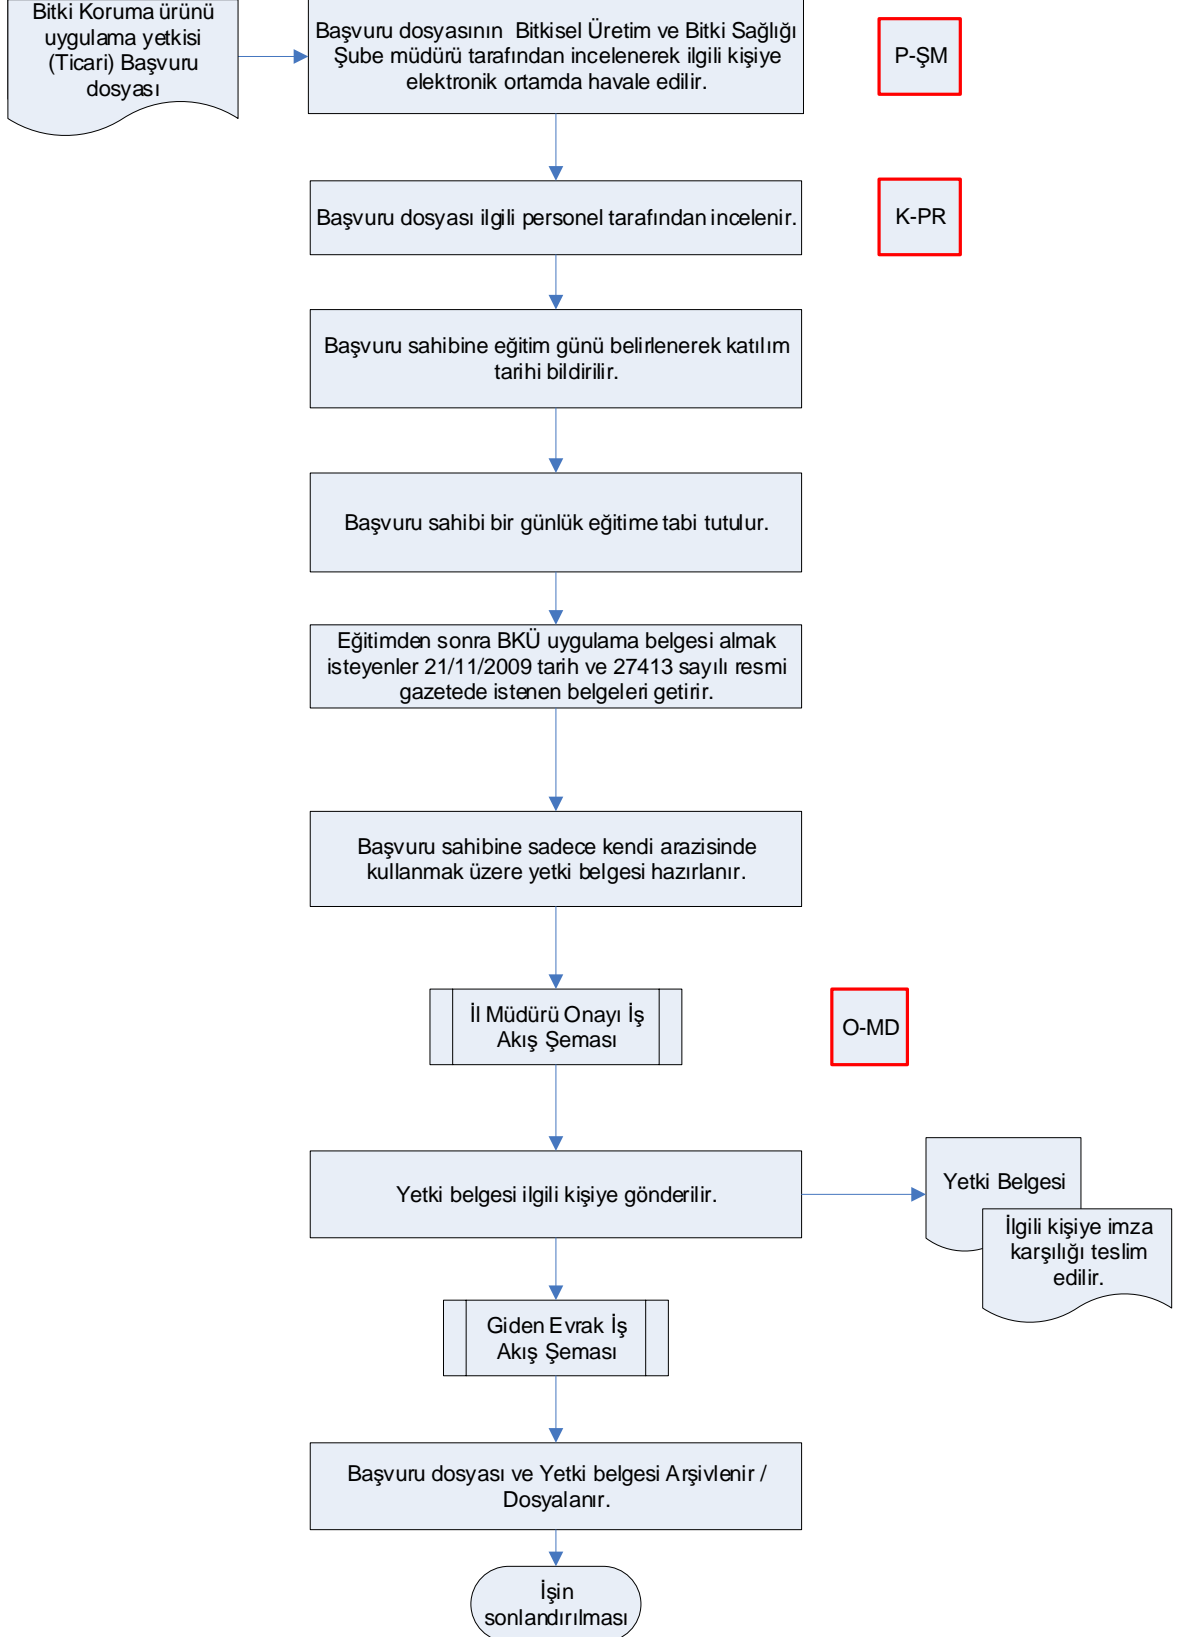 Bitki Koruma ürünü
uygulama yetkisi
(Ticari) Başvuru
dosyası
Başvuru dosyasının Bitkisel Üretim ve Bitki Sağlığı
Şube müdürü tarafından incelenerek ilgili kişiye
elektronik ortamda havale edilir.
P-ŞM
Başvuru dosyası ilgili personel tarafından incelenir.
K-PR
Başvuru sahibine eğitim günü belirlenerek katılım
tarihi bildirilir.
Başvuru sahibi bir günlük eğitime tabi tutulur.
Eğitimden sonra BKÜ uygulama belgesi almak
isteyenler 21/11/2009 tarih ve 27413 sayılı resmi
gazetede istenen belgeleri getirir.
Başvuru sahibine sadece kendi arazisinde
kullanmak üzere yetki belgesi hazırlanır.
İl Müdürü Onayı İş
Akış Şeması
O-MD
Yetki belgesi ilgili kişiye gönderilir.
Yetki Belgesi
İlgili kişiye imza
karşılığı teslim
edilir.
Giden Evrak İş
Akış Şeması
Başvuru dosyası ve Yetki belgesi Arşivlenir /
Dosyalanır.
İşin
sonlandırılması